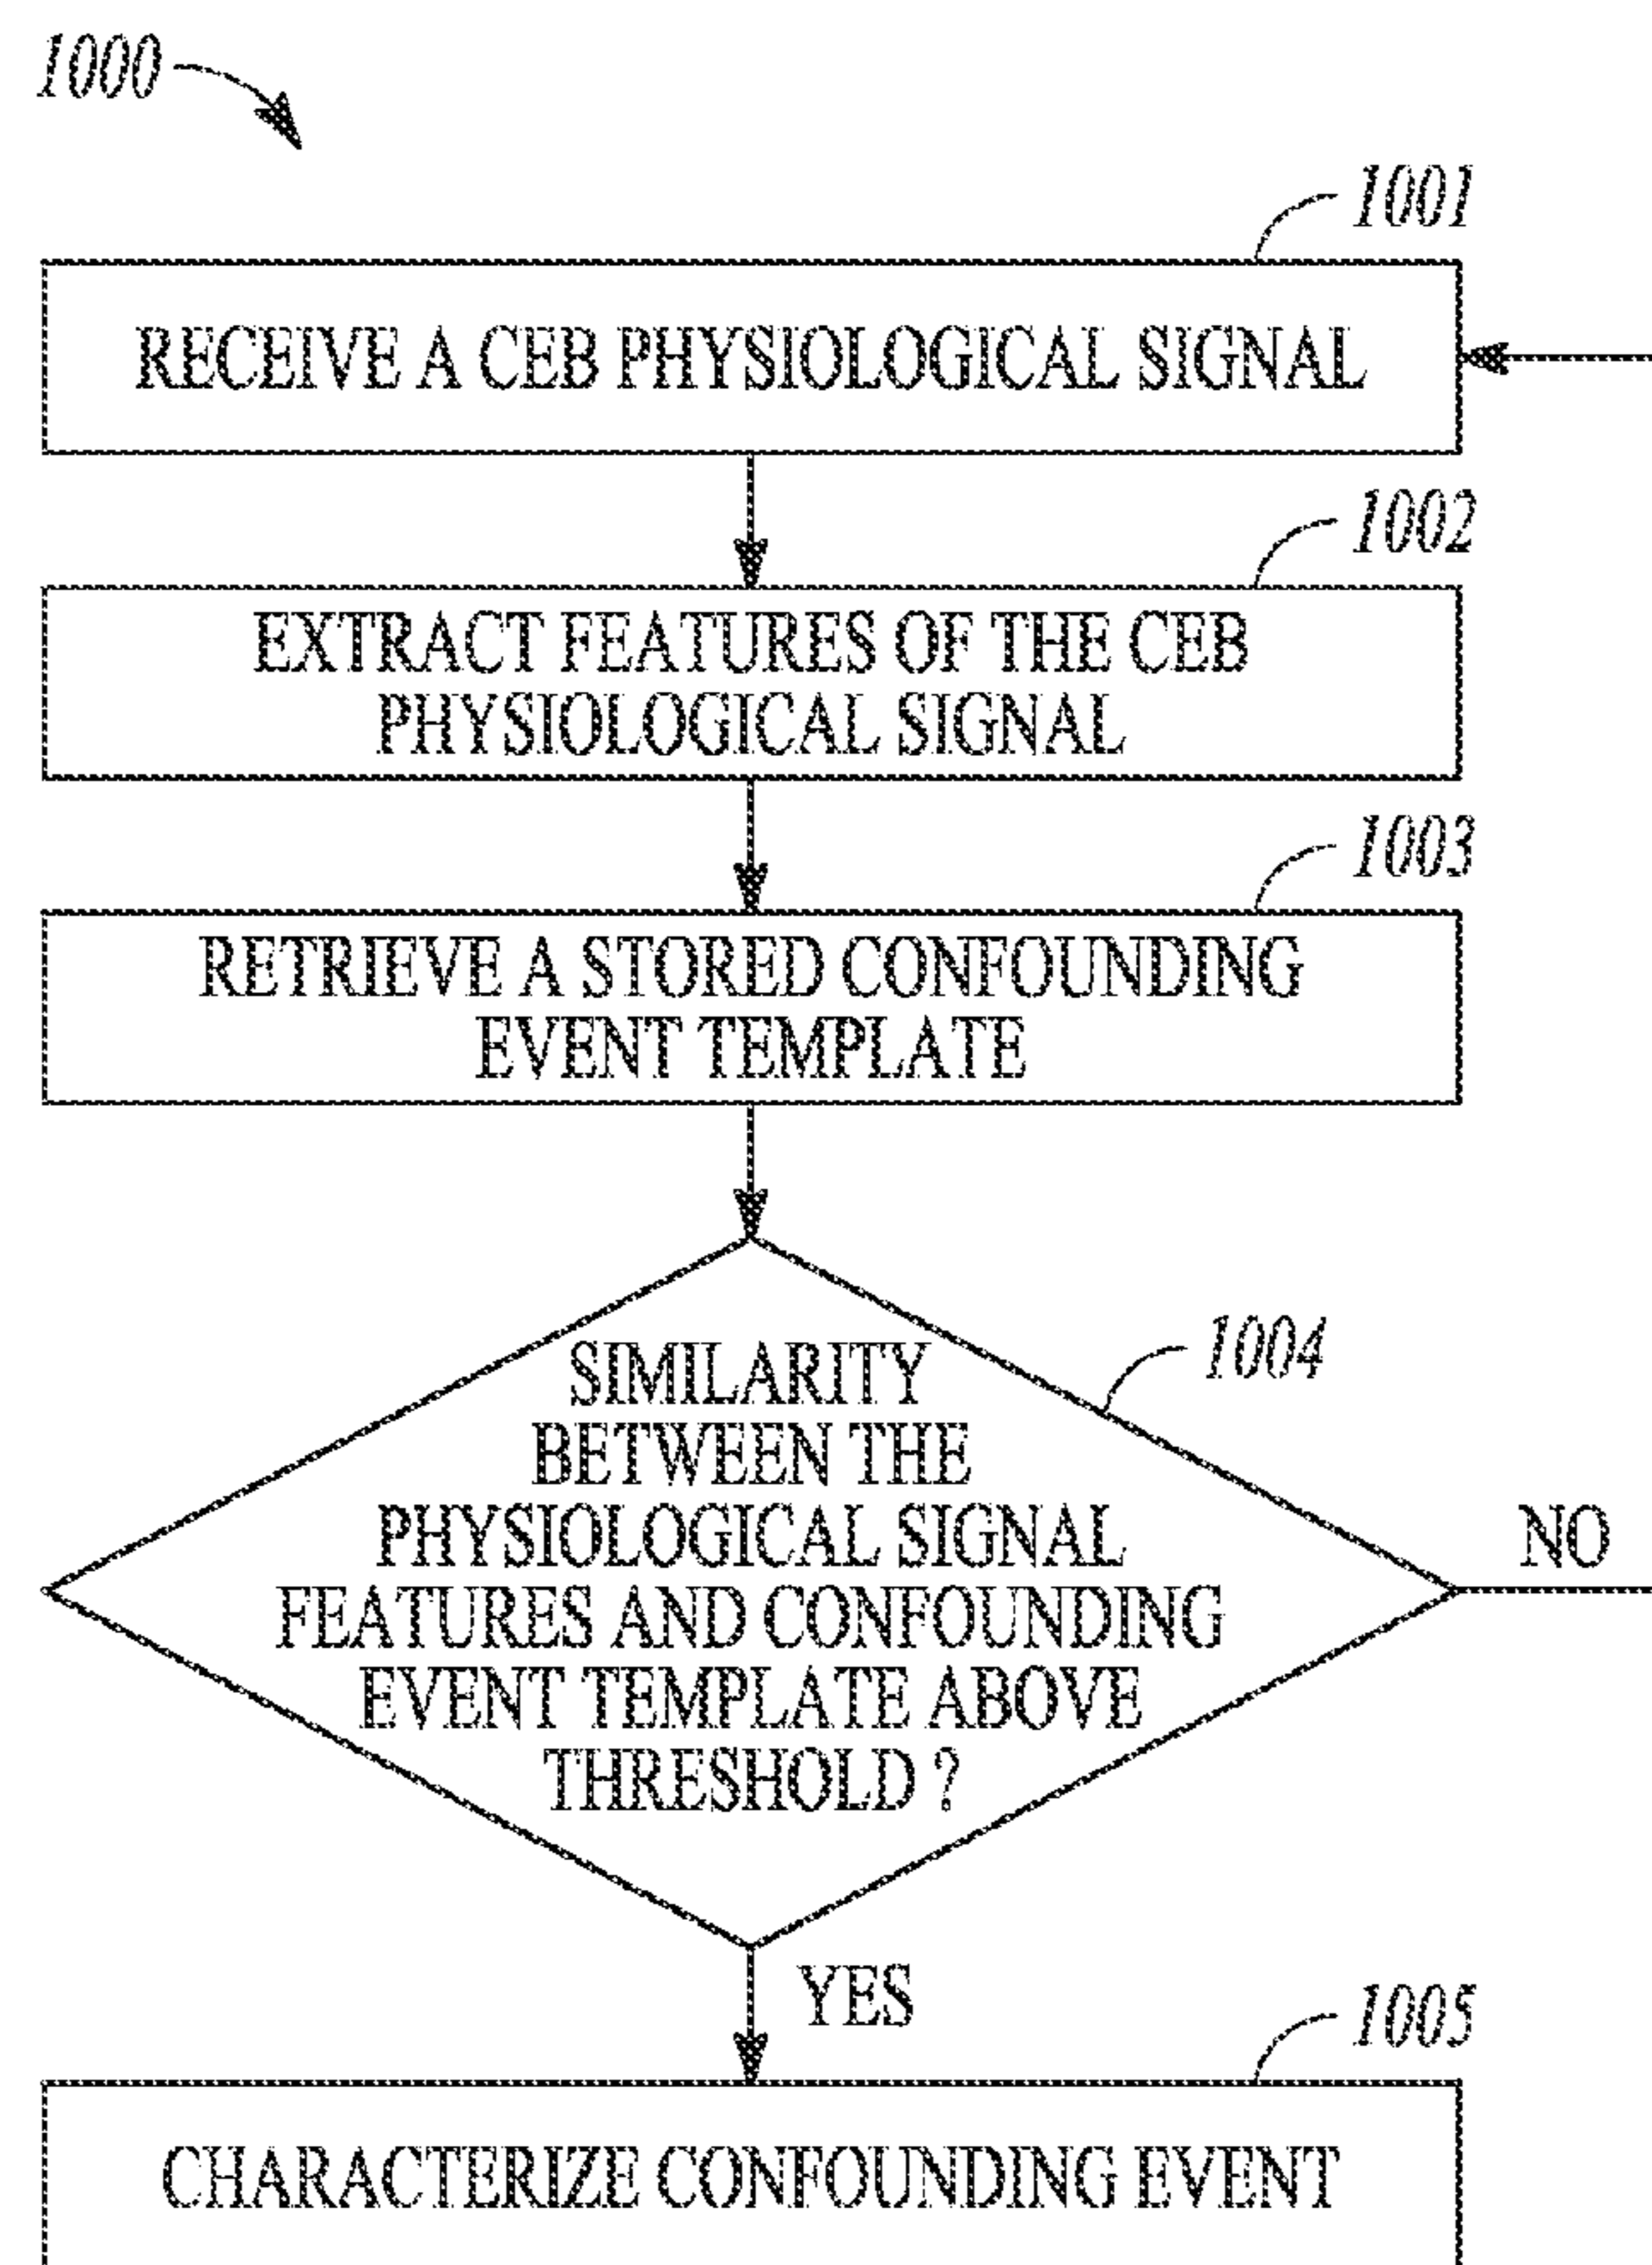 1000
1001
RECEIVE A CEB PHYSIOLOGICAL SIGNAL
1002
EXTRACT FEATURES OF THE CEB
PHYSIOLOGICAL SIGNAL
1003
RETRIEVE A STORED CONFOUNDING
EVENT TEMPLATE
1004
SIMILARITY
BETWEEN THE
PHYSIOLOGICAL SIGNAL
FEATURES AND CONFOUNDING
EVENT TEMPLATE ABOVE
THRESHOLD ?
NO
YES
1005
CHARACTERIZE CONFOUNDING EVENT